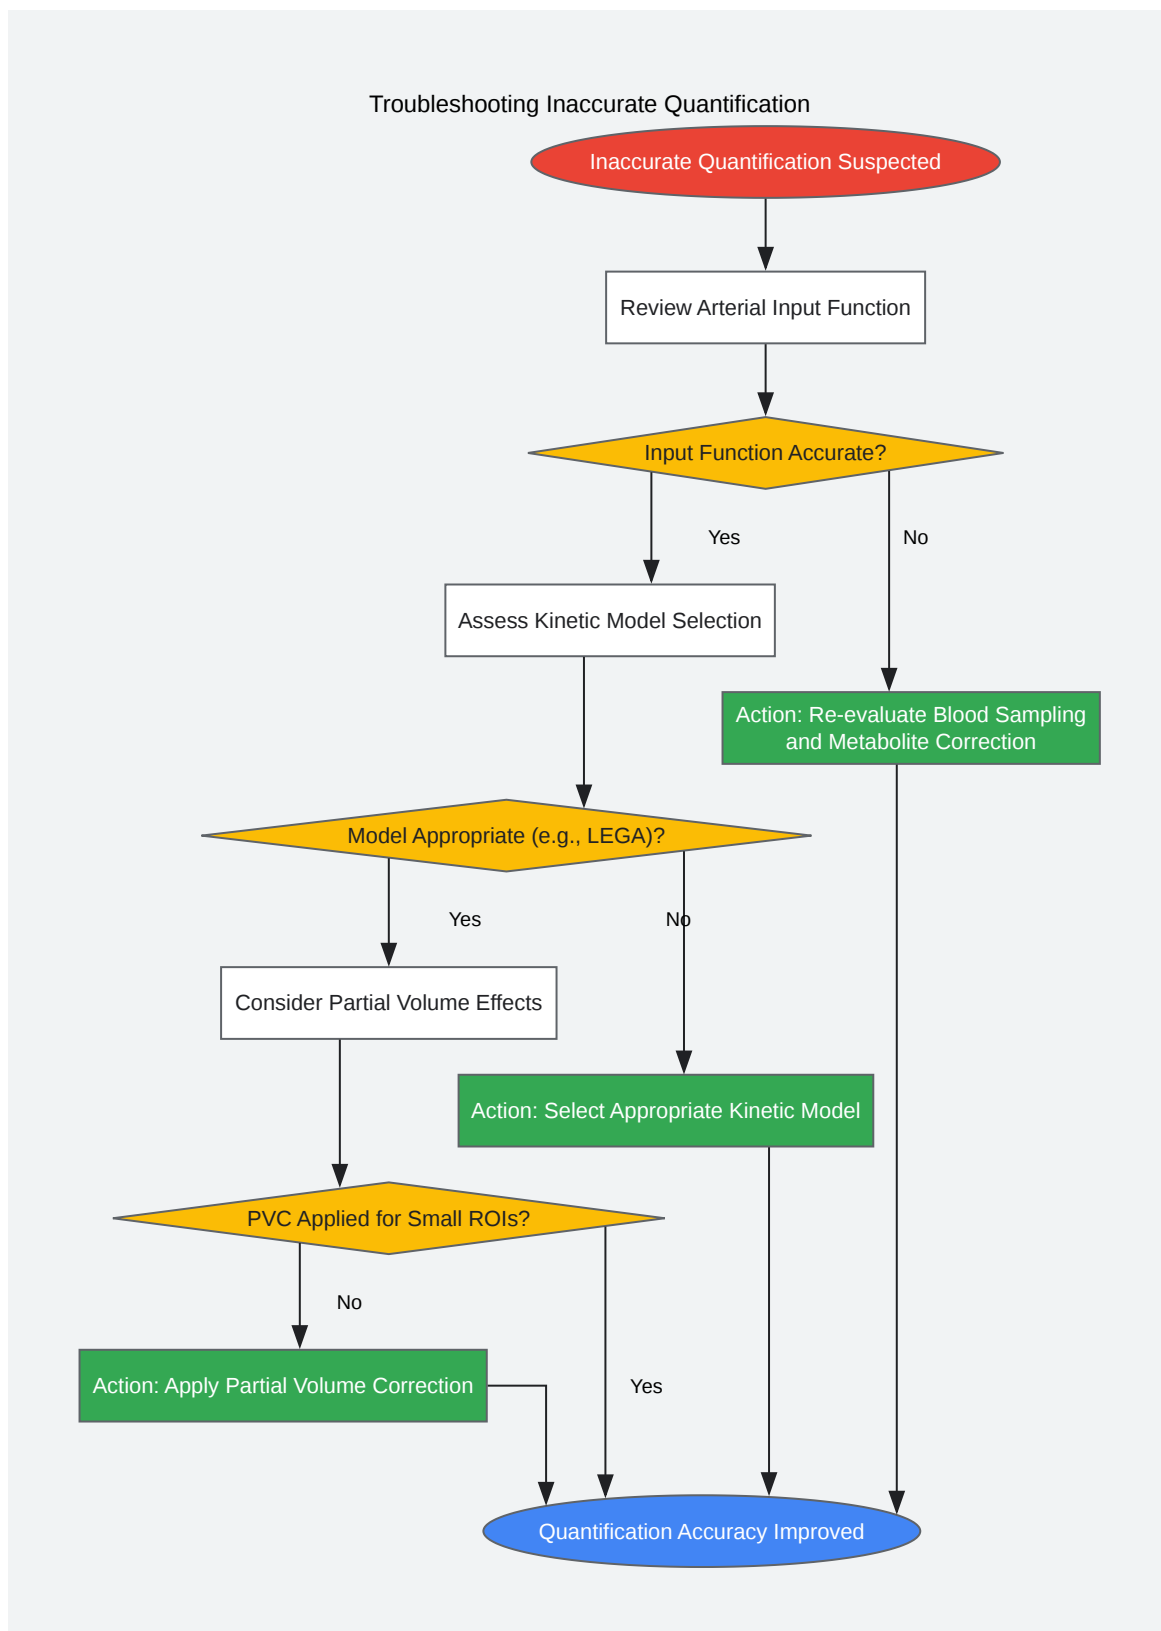 Troubleshooting Inaccurate Quantification
Inaccurate Quantification Suspected
Review Arterial Input Function
Input Function Accurate?
Yes
No
Assess Kinetic Model Selection
Action: Re-evaluate Blood Sampling
and Metabolite Correction
Model Appropriate (e.g., LEGA)?
Yes
No
Consider Partial Volume Effects
Action: Select Appropriate Kinetic Model
PVC Applied for Small ROIs?
No
Action: Apply Partial Volume Correction
Yes
Quantification Accuracy Improved